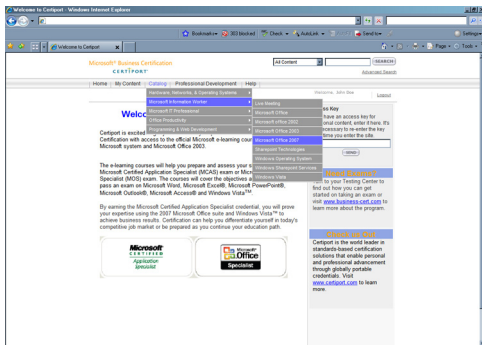 Welcome to Certiport - Windows Internet Explorer
Bookmarks 393 blocked Check AutoLink Send to Settings
Welcome to Certiport
Page Tools
Microsoft® Business Certification
CERTIPORT
All Content SEARCH
Advanced Search
Home My Content Catalog Professional Development Help
Welcome, John Doe Logout
Hardware, Networks, & Operating Systems
Microsoft Information Worker
Microsoft IT Professional
Office Productivity
Programming & Web Development
Live Meeting
Microsoft Office
Microsoft office 2002
Microsoft Office 2003
Microsoft Office 2007
Sharepoint Technologies
Windows Operating System
Windows Sharepoint Services
Windows Vista
Welc
Certiport is excited
Certification with access to the official Microsoft e-learning
Microsoft system and Microsoft Office 2003.
The e-learning courses will help you prepare and assess your s
Microsoft Certified Application Specialist (MCAS) exam or Micr
Specialist (MOS) exam. The courses will cover the objectives a
pass an exam on Microsoft Word, Microsoft Excel®, Microsoft PowerPoint®,
Microsoft Outlook®, Microsoft Access® and Windows Vista™.
By earning the Microsoft Certified Application Specialist credential, you will prove
your expertise using the 2007 Microsoft Office suite and Windows Vista™ to
achieve business results. Certification can help you differentiate yourself in today's
competitive job market or be prepared as you continue your education path.
Microsoft
CERTIFIED
Application
Specialist
Microsoft
Office
Specialist
ss Key
have an access key for
onal content, enter it here. It's
cessary to re-enter the key
time you enter the site.
SEND
to your Testing Center to
find out how you can get
started on taking an exam or
visit www.business-cert.com to
learn more about the program.
Certiport is the world leader in
standards-based certification
solutions that enable personal
and professional advancement
through globally portable
credentials. Visit
www.certiport.com to learn
more.